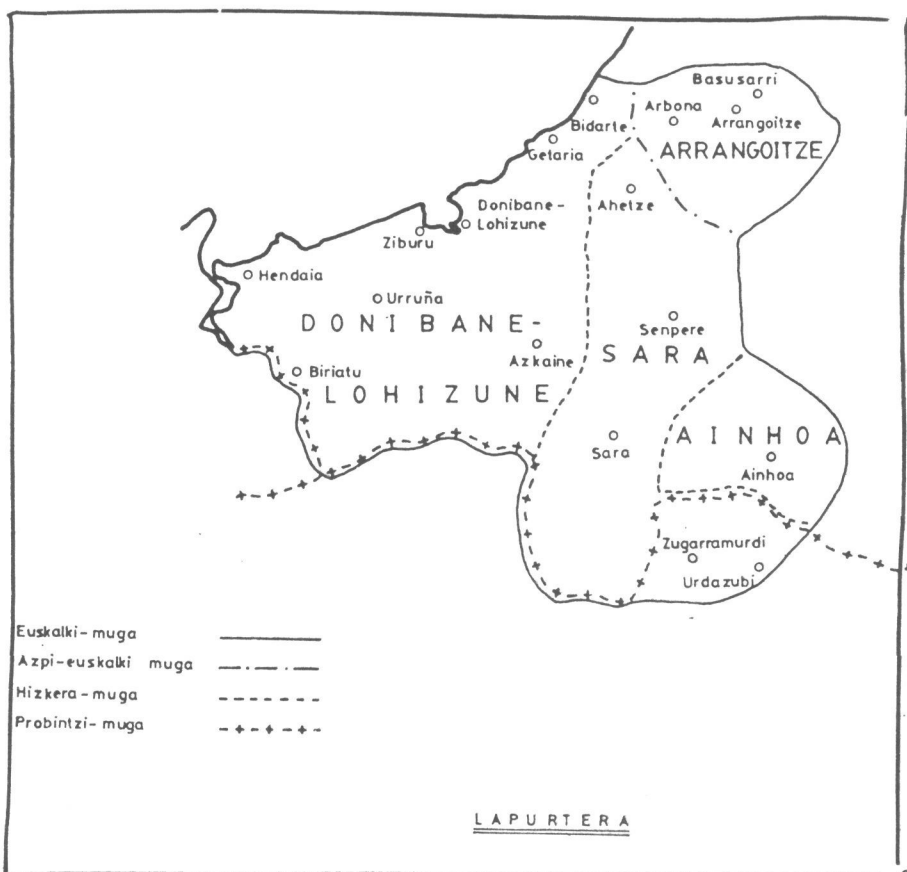 Basusarri
Arbona
Arrangoitze
Bidarte
Getaria
ARRANGOITZE
Ahetze
Donibane-
Lohizune
Ziburu
Hendaia
Urruña
DONIBANE-
LOHIZUNE
Senpere
SARA
Azkaine
Biriatu
AINHOA
Sara
Ainhoa
Zugarramurdi
Urdazubi
Euskalki-muga
Azpi-euskalki muga
Hizkera-muga
Probintzi-muga
LAPURTERA